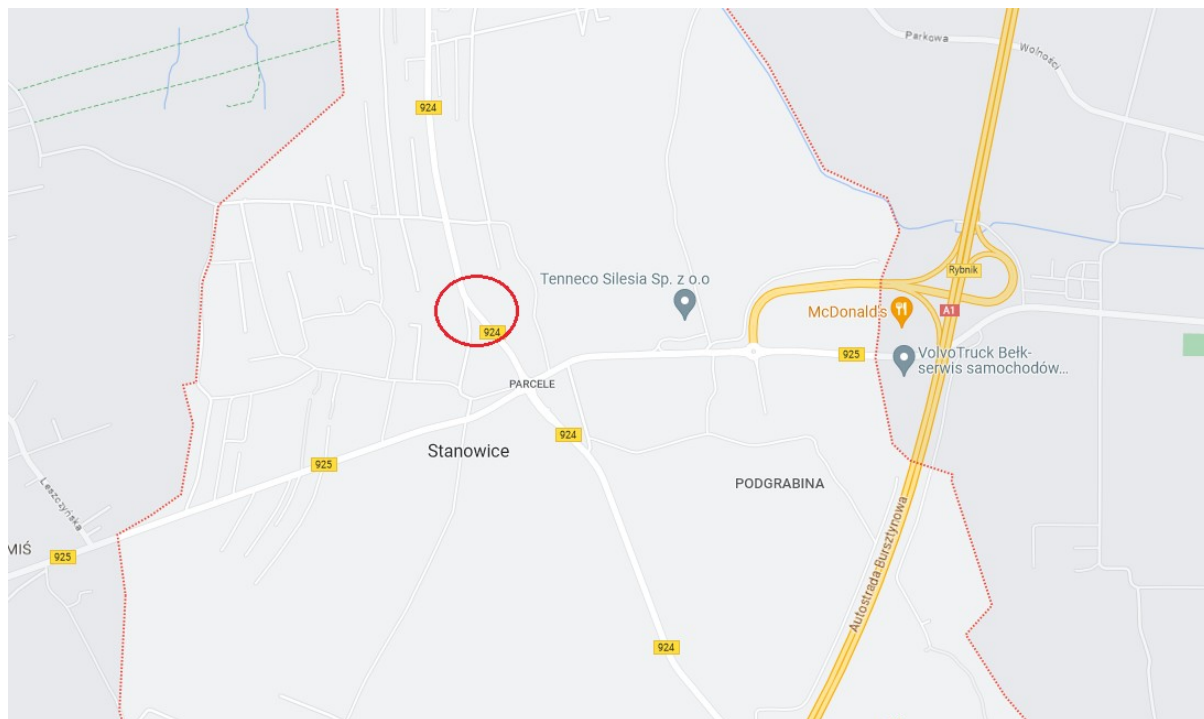 Parkowa
Wolności
924
Rybnik
Tenneco Silesia Sp. z o.o
McDonald's
A1
924
925
VolvoTruck Bełk-
serwis samochodów...
PARCELE
924
Stanowice
925
PODGRABINA
Leszczyńska
MIŚ
925
Autostrada Bursztynowa
924